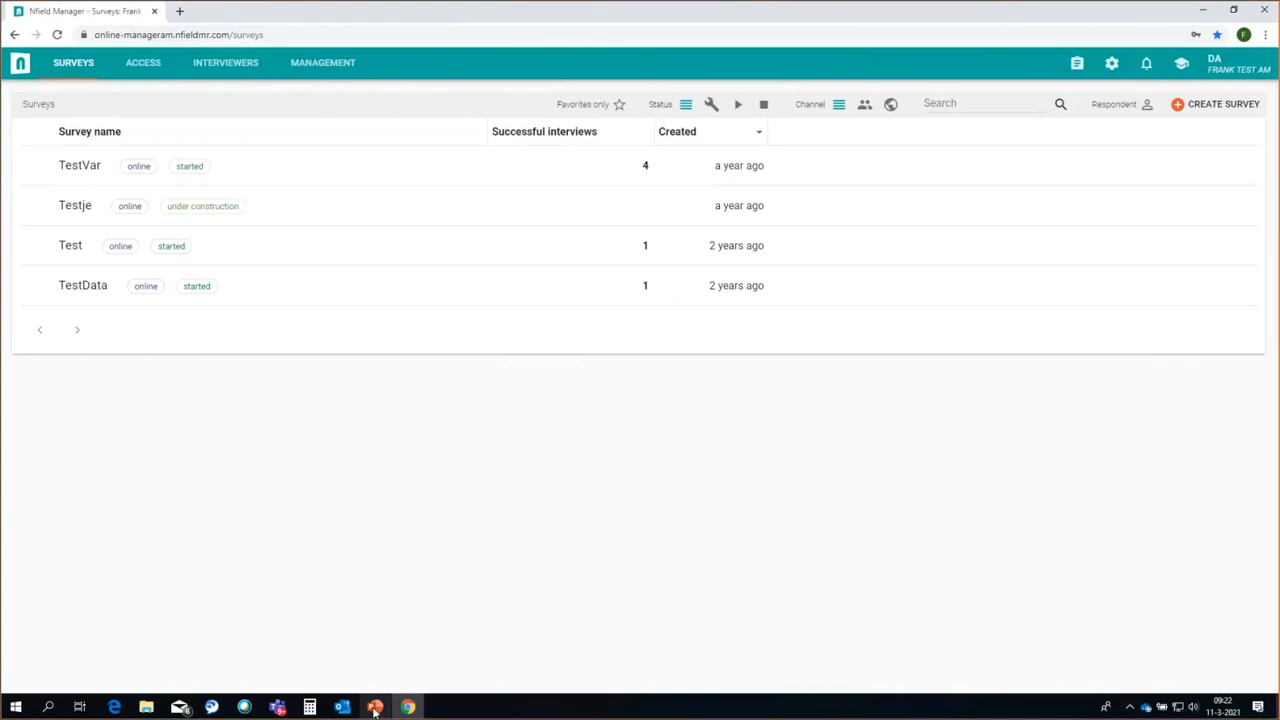 Nfield Manager - Surveys: Frank
online-manageram.nfieldmr.com/surveys
F
n SURVEYS ACCESS INTERVIEWERS MANAGEMENT
DA
FRANK TEST AM
Surveys Favorites only Status Channel Search Respondent CREATE SURVEY
Survey name Successful interviews Created
TestVar online started 4 a year ago
Testje online under construction a year ago
Test online started 1 2 years ago
TestData online started 1 2 years ago
09:22
11-3-2021